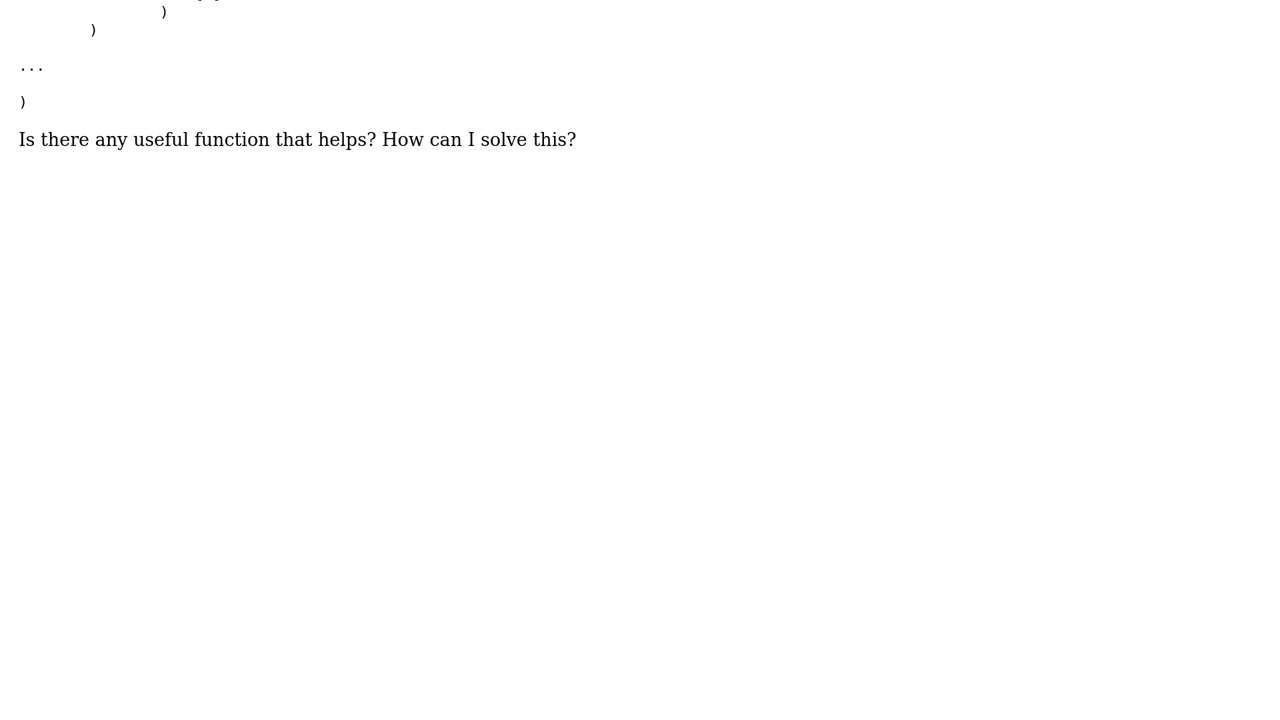 )
)
...
)
Is there any useful function that helps? How can I solve this?